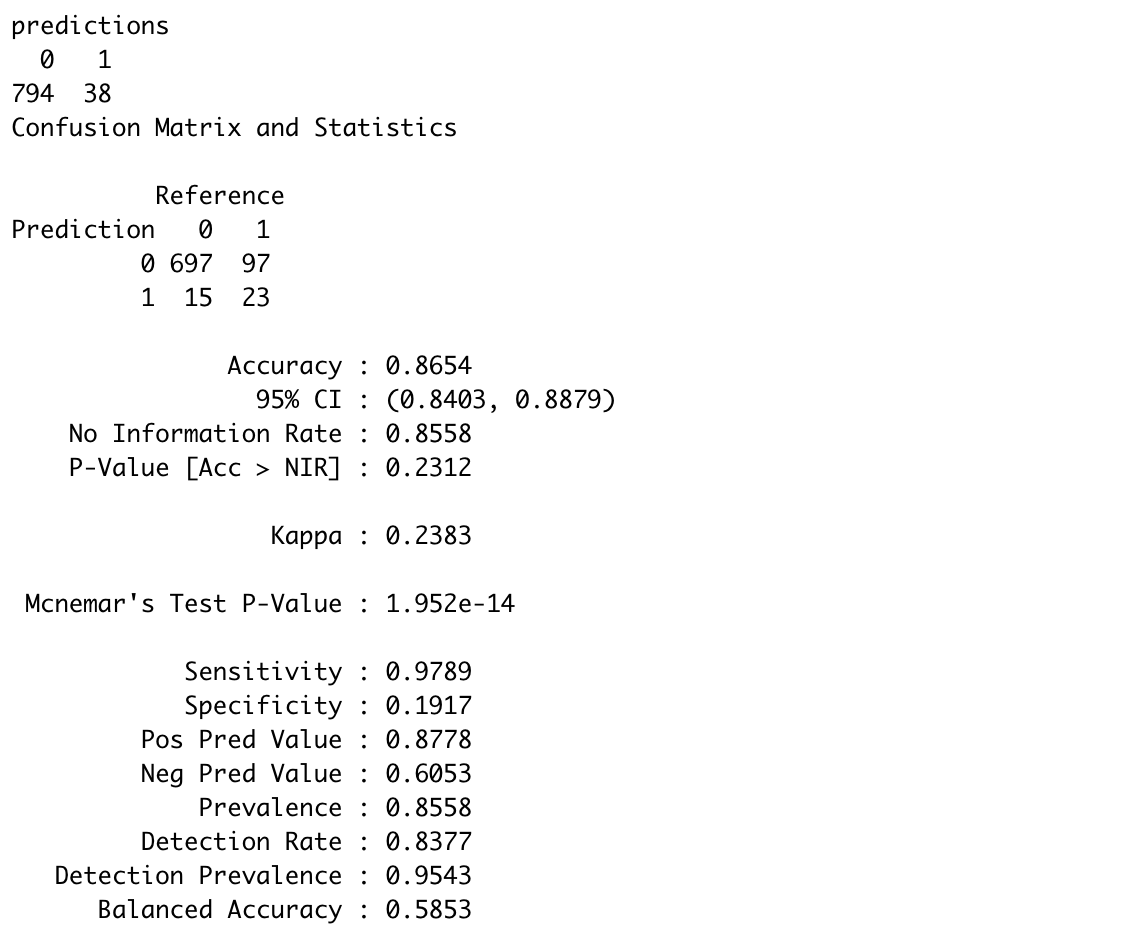 predictions
  0   1
794  38
Confusion Matrix and Statistics

          Reference
Prediction   0   1
         0 697  97
         1  15  23

               Accuracy : 0.8654
                 95% CI : (0.8403, 0.8879)
    No Information Rate : 0.8558
    P-Value [Acc > NIR] : 0.2312

                  Kappa : 0.2383

 Mcnemar's Test P-Value : 1.952e-14

            Sensitivity : 0.9789
            Specificity : 0.1917
         Pos Pred Value : 0.8778
         Neg Pred Value : 0.6053
             Prevalence : 0.8558
         Detection Rate : 0.8377
   Detection Prevalence : 0.9543
      Balanced Accuracy : 0.5853